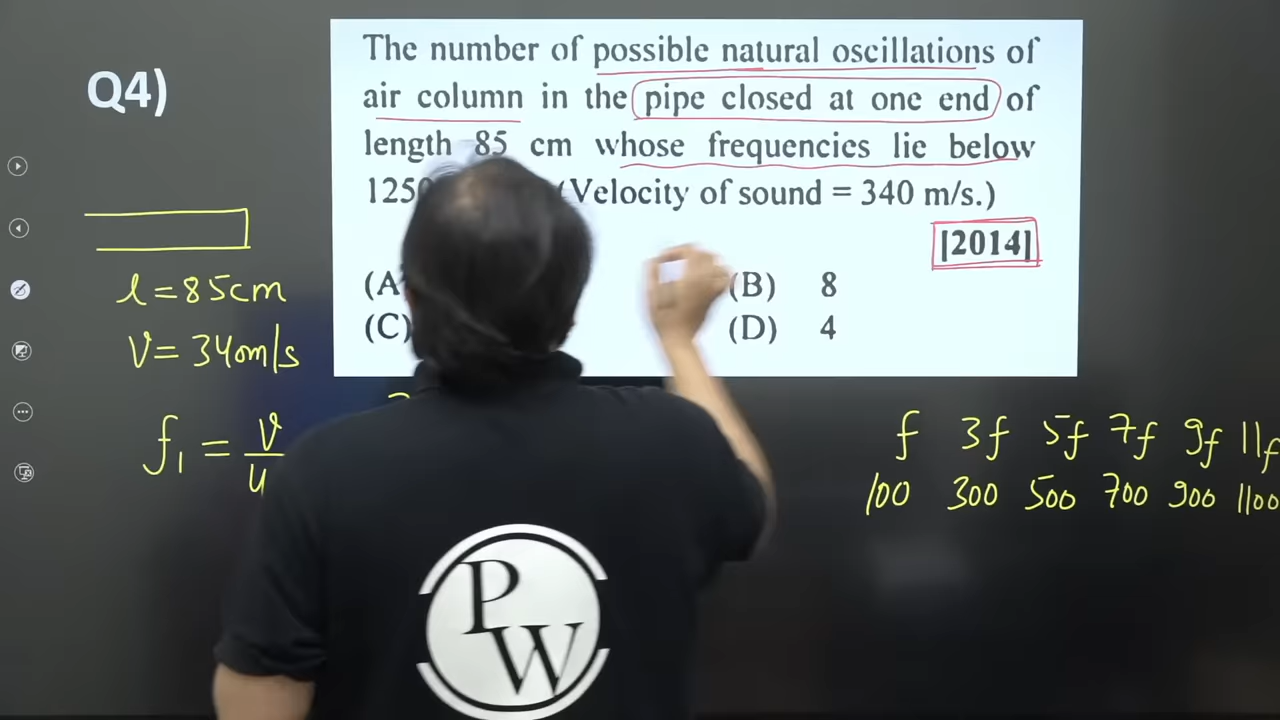 Q4)
The number of possible natural oscillations of
air column in the pipe closed at one end of
length 85 cm whose frequencies lie below
1250 (Velocity of sound = 340 m/s.)
[2014]
(A (B) 8
(C) (D) 4
l = 85cm
V = 340m/s
f₁ = v/4
f 3f 5f 7f 9f 11f
100 300 500 700 900 1100
PW